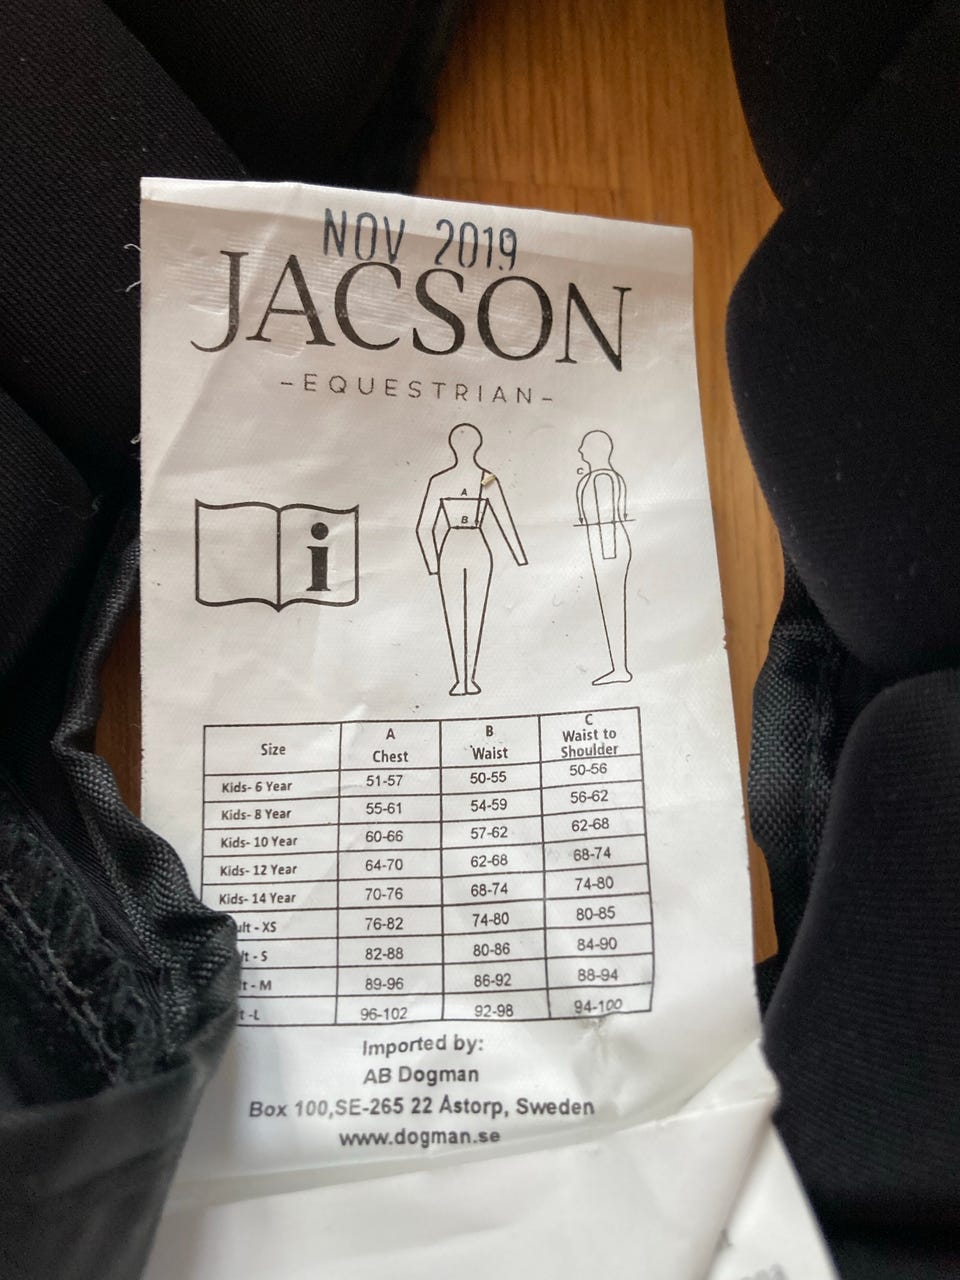 NOV 2019
JACSON
-EQUESTRIAN-
C
A
B
i
Size A Chest B Waist C Waist to Shoulder
Kids- 6 Year 51-57 50-55 50-56
Kids- 8 Year 55-61 54-59 56-62
Kids- 10 Year 60-66 57-62 62-68
Kids- 12 Year 64-70 62-68 68-74
Kids- 14 Year 70-76 68-74 74-80
ult - XS 76-82 74-80 80-85
lt - S 82-88 80-86 84-90
t - M 89-96 86-92 88-94
t -L 96-102 92-98 94-100
Imported by:
AB Dogman
Box 100,SE-265 22 Åstorp, Sweden
www.dogman.se